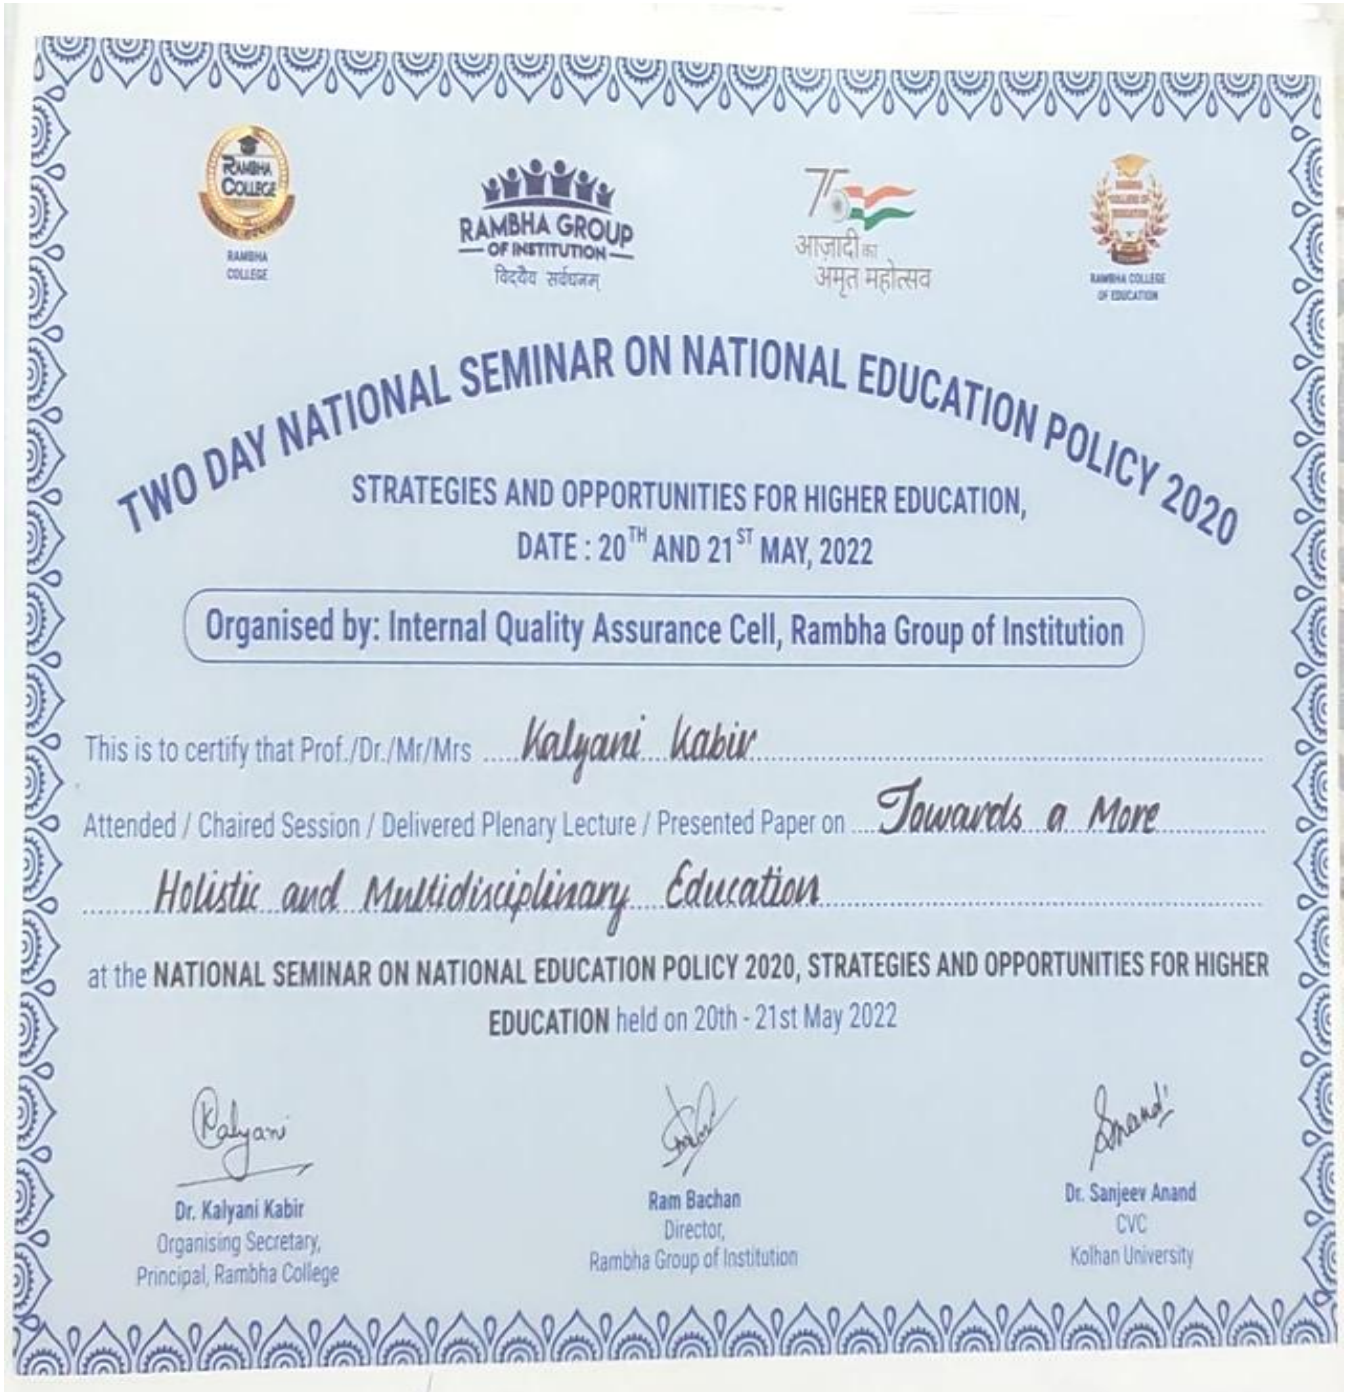 RAMBHA
COLLEGE
RAMBHA
COLLEGE
RAMBHA GROUP
OF INSTITUTION
75
आज़ादी का
अमृत महोत्सव
RAMBHA
COLLEGE OF
EDUCATION
RAMBHA COLLEGE
OF EDUCATION
TWO DAY NATIONAL SEMINAR ON NATIONAL EDUCATION POLICY 2020
STRATEGIES AND OPPORTUNITIES FOR HIGHER EDUCATION,
DATE : 20TH AND 21ST MAY, 2022
Organised by: Internal Quality Assurance Cell, Rambha Group of Institution
This is to certify that Prof./Dr./Mr/Mrs Kalyani Kabir
Attended / Chaired Session / Delivered Plenary Lecture / Presented Paper on Towards a More
Holistic and Multidisciplinary Education
at the NATIONAL SEMINAR ON NATIONAL EDUCATION POLICY 2020, STRATEGIES AND OPPORTUNITIES FOR HIGHER
EDUCATION held on 20th - 21st May 2022
Kalyani
Anand
Dr. Kalyani Kabir
Organising Secretary,
Principal, Rambha College
Ram Bachan
Director,
Rambha Group of Institution
Dr. Sanjeev Anand
CVC
Kolhan University